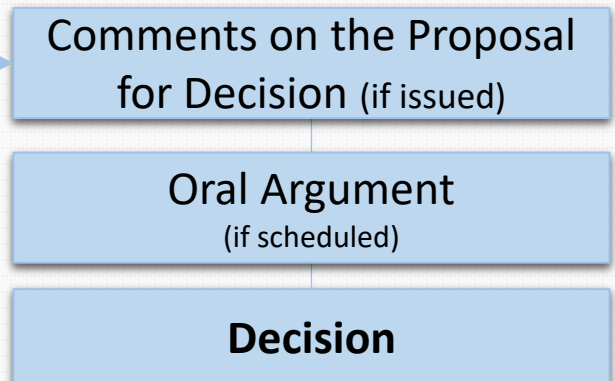 Comments on the Proposal
for Decision (if issued)
Oral Argument
(if scheduled)
Decision